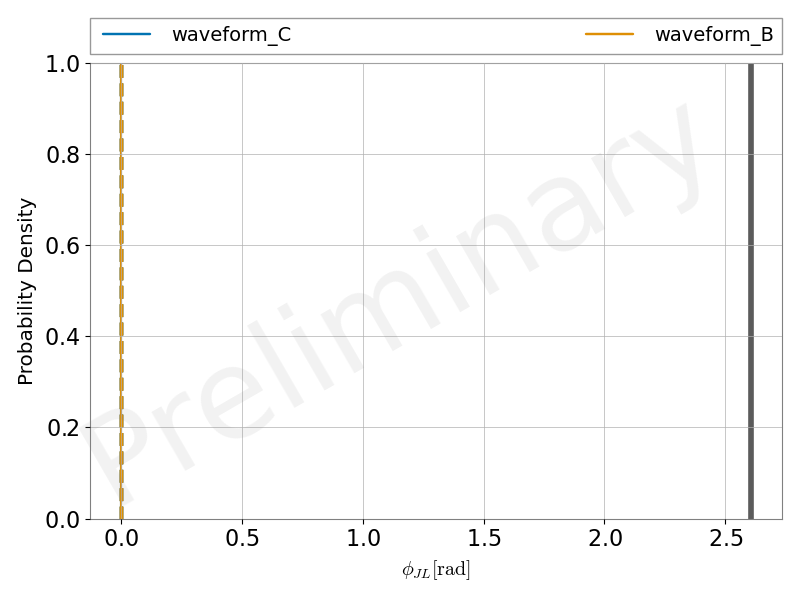 waveform_C waveform_B
1.0
0.8
0.6
0.4
0.2
0.0
Probability Density
Preliminary
0.0 0.5 1.0 1.5 2.0 2.5
ϕ_JL[rad]